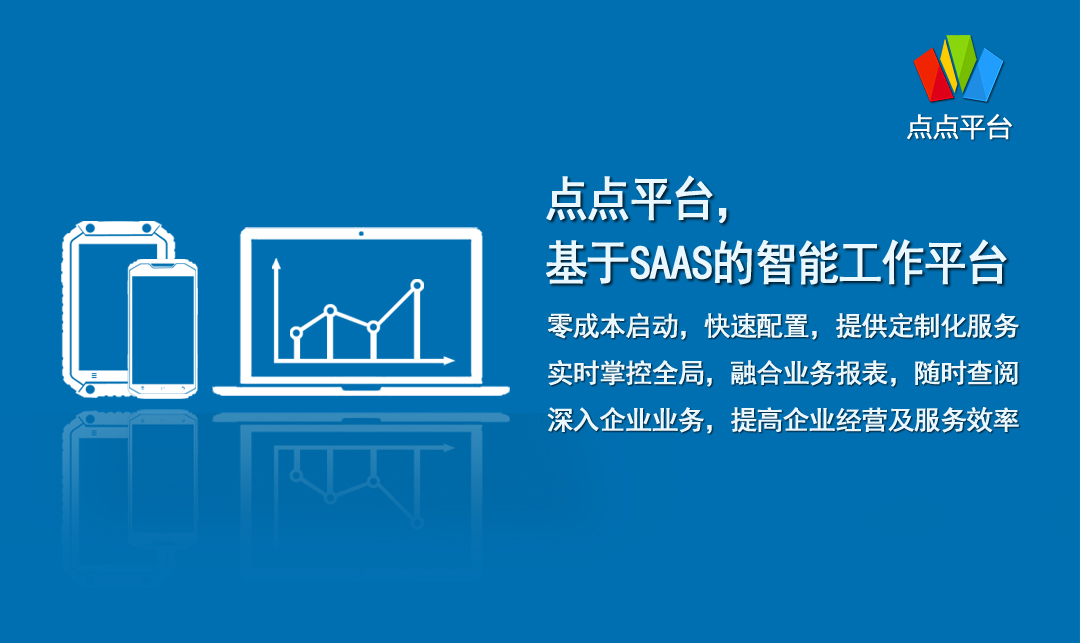 点点平台
点点平台，
基于SAAS的智能工作平台
零成本启动，快速配置，提供定制化服务
实时掌控全局，融合业务报表，随时查阅
深入企业业务，提高企业经营及服务效率